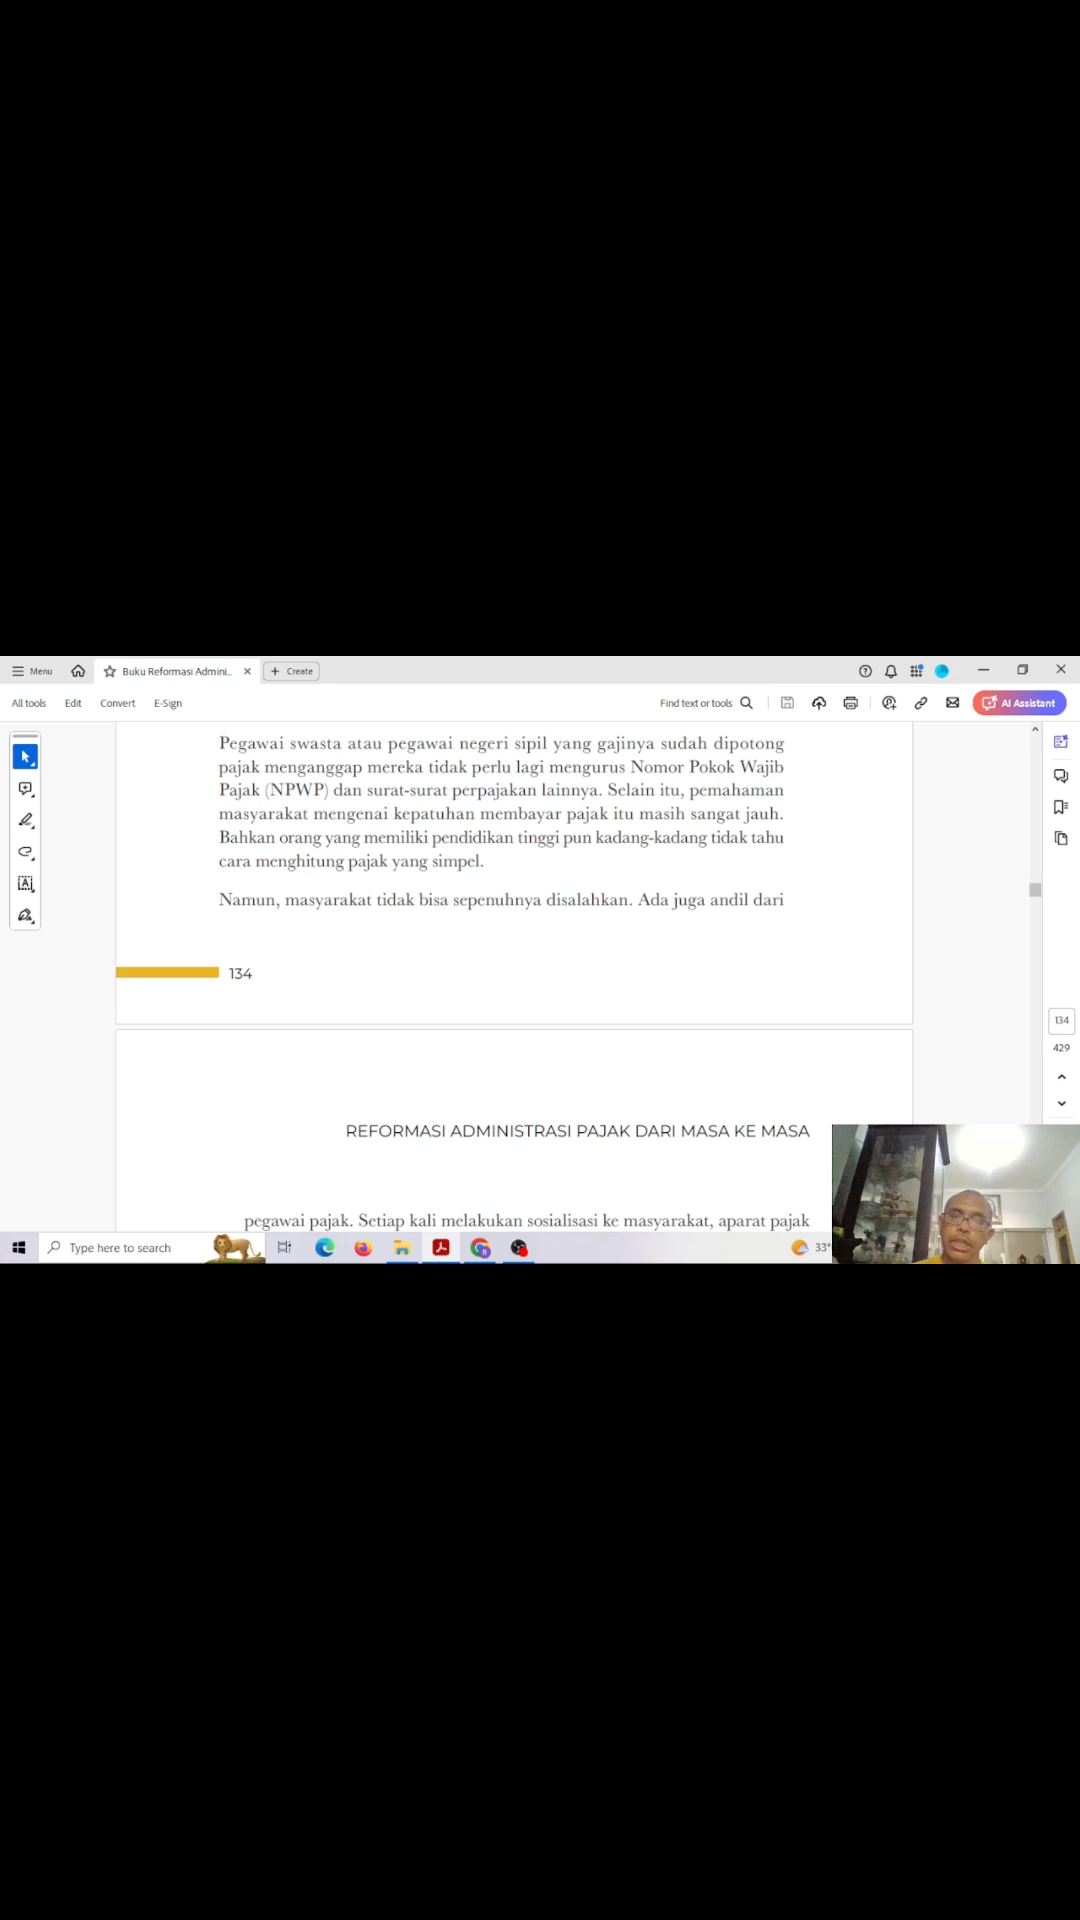 Menu
Buku Reformasi Admini...
Create
All tools
Edit
Convert
E-Sign
Find text or tools
AI Assistant
Pegawai swasta atau pegawai negeri sipil yang gajinya sudah dipotong
pajak menganggap mereka tidak perlu lagi mengurus Nomor Pokok Wajib
Pajak (NPWP) dan surat-surat perpajakan lainnya. Selain itu, pemahaman
masyarakat mengenai kepatuhan membayar pajak itu masih sangat jauh.
Bahkan orang yang memiliki pendidikan tinggi pun kadang-kadang tidak tahu
cara menghitung pajak yang simpel.
Namun, masyarakat tidak bisa sepenuhnya disalahkan. Ada juga andil dari
134
134
429
REFORMASI ADMINISTRASI PAJAK DARI MASA KE MASA
pegawai pajak. Setiap kali melakukan sosialisasi ke masyarakat, aparat pajak
Type here to search
33°